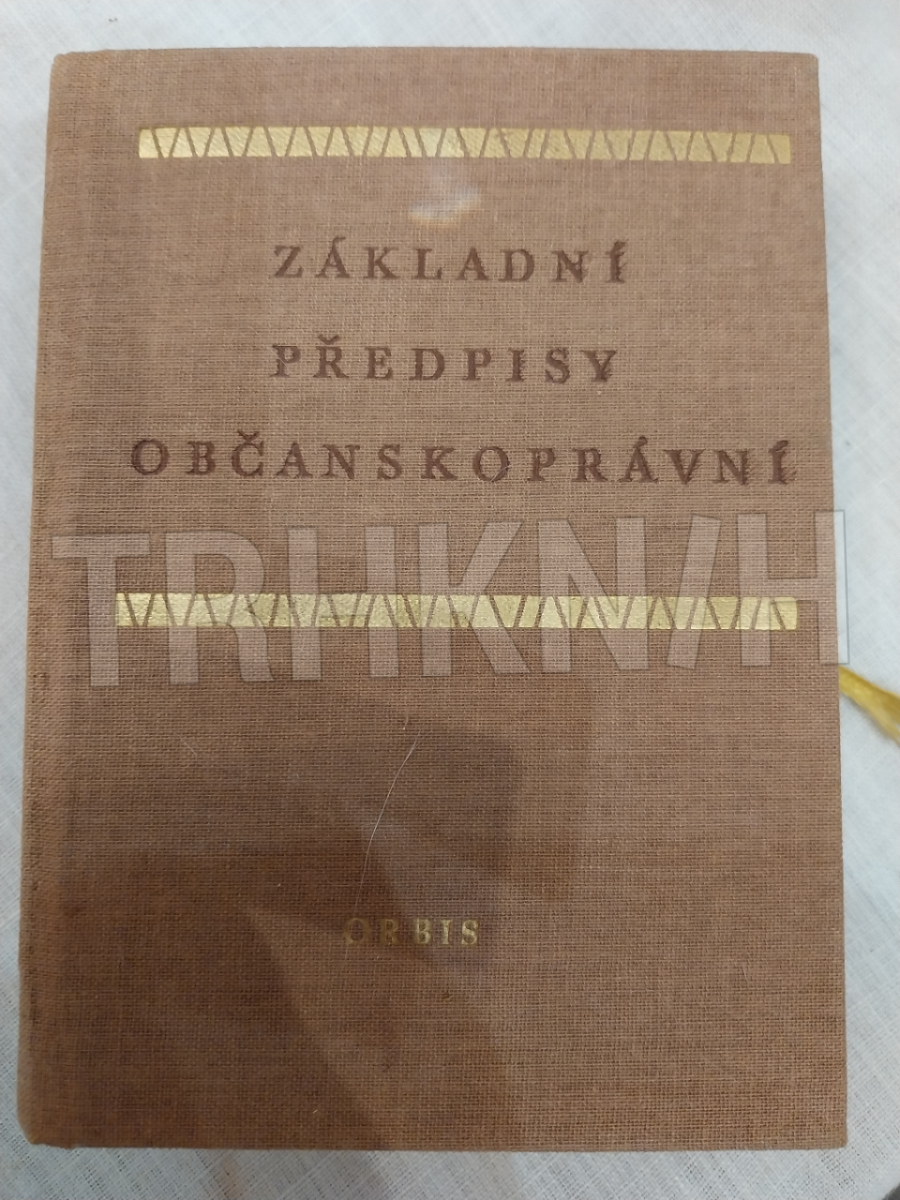 ZÁKLADNÍ
PŘEDPISY
OBČANSKOPRÁVNÍ
TRHKNIH
ORBIS